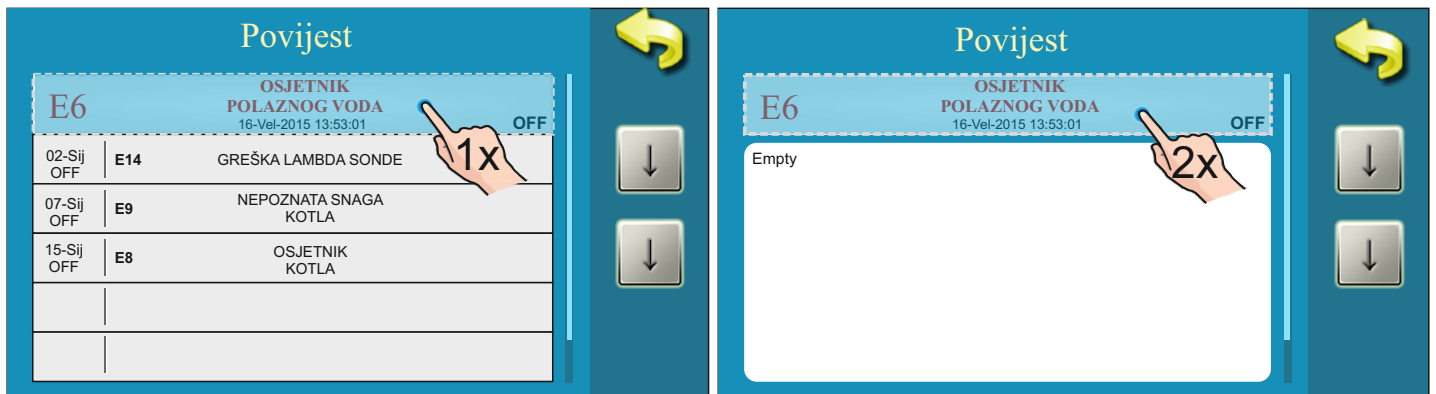 Povijest
E6
OSJETNIK
POLAZNOG VODA
16-Vel-2015 13:53:01
OFF
1x
02-Sij
OFF
E14
GREŠKA LAMBDA SONDE
07-Sij
OFF
E9
NEPOZNATA SNAGA
KOTLA
15-Sij
OFF
E8
OSJETNIK
KOTLA
Povijest
E6
OSJETNIK
POLAZNOG VODA
16-Vel-2015 13:53:01
OFF
2x
Empty